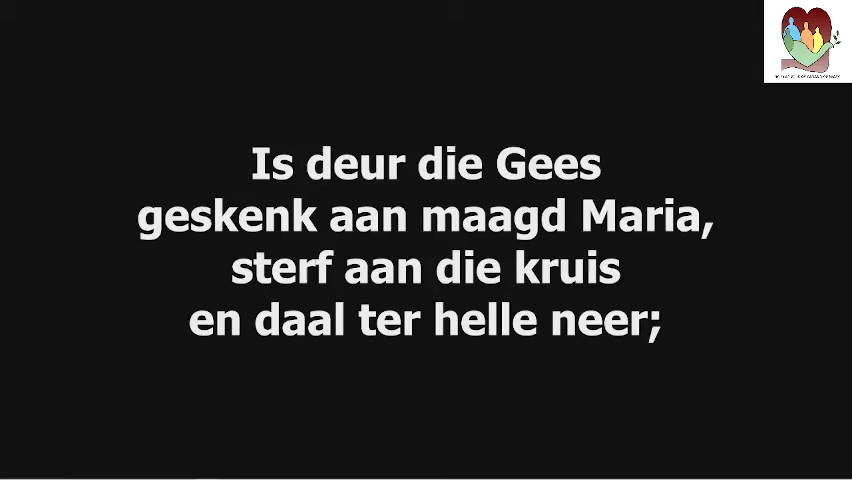 Is deur die Gees
geskenk aan maagd Maria,
sterf aan die kruis
en daal ter helle neer;